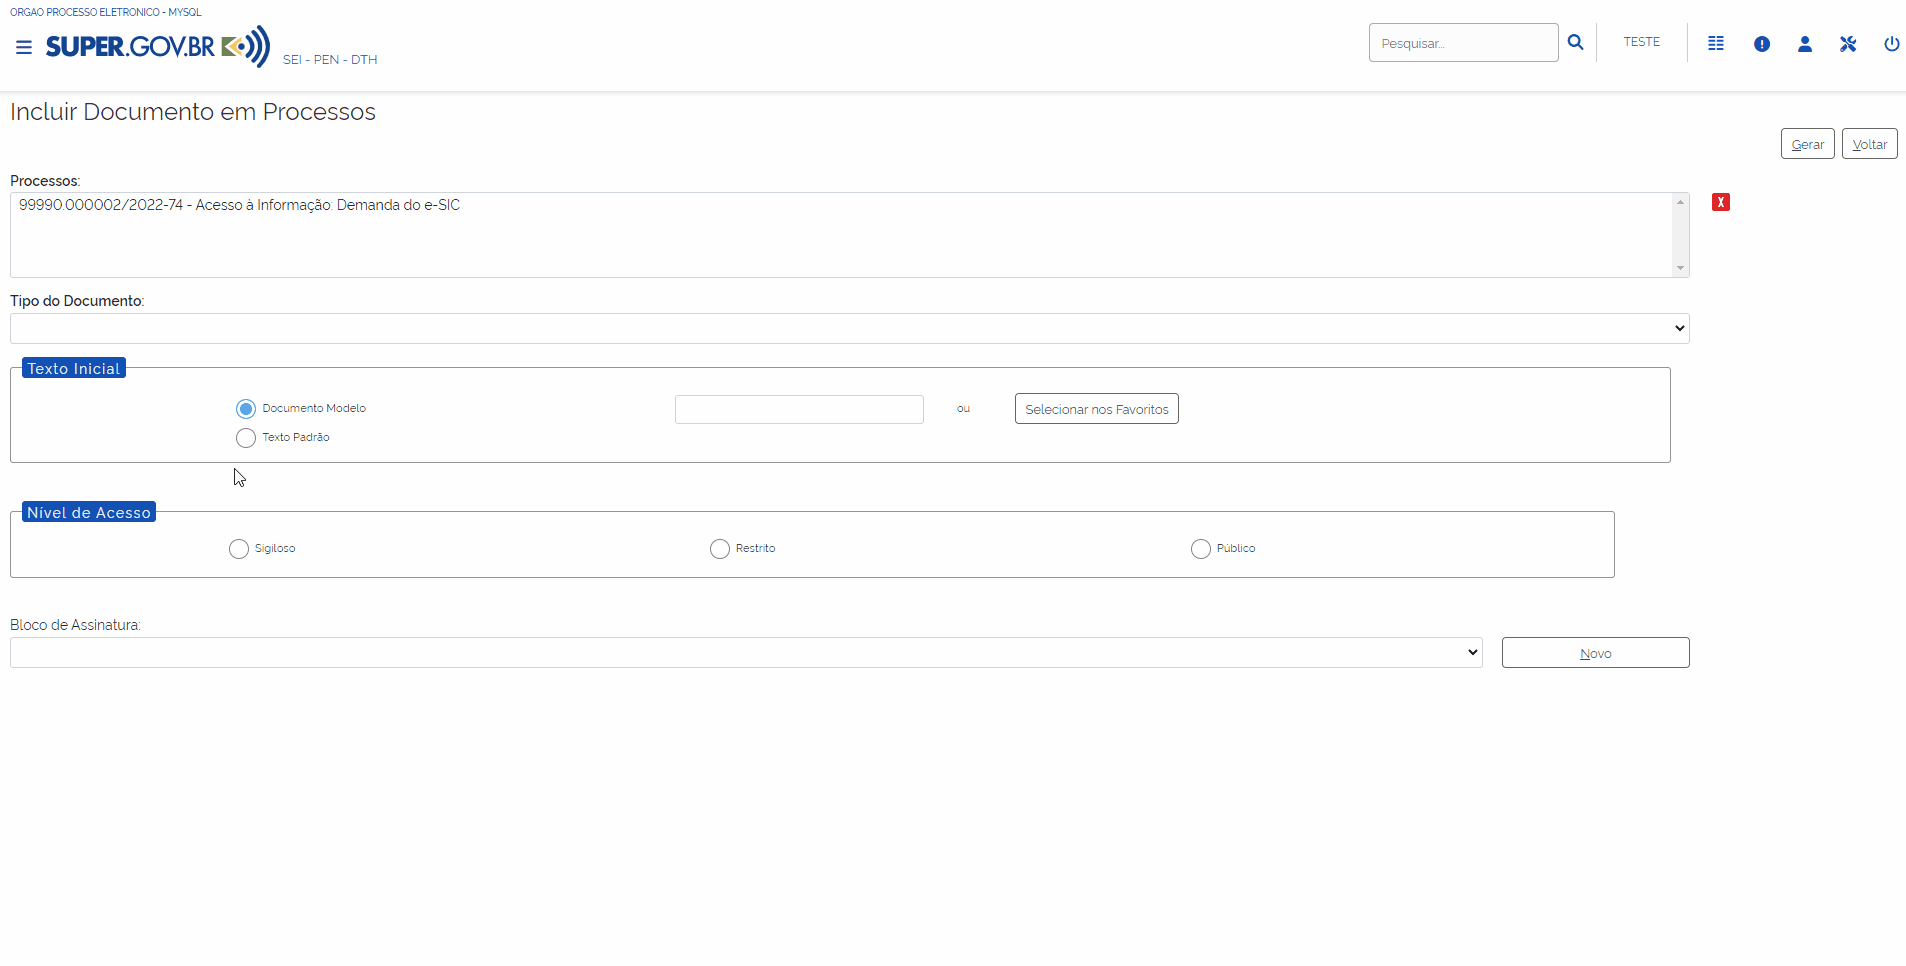 ORGAO PROCESSO ELETRONICO - MYSQL
SUPER.GOV.BR
SEI - PEN - DTH
Pesquisar...
TESTE
Incluir Documento em Processos
Gerar
Voltar
Processos:
99990.000002/2022-74 - Acesso à Informação: Demanda do e-SIC
X
Tipo do Documento:
Texto Inicial
Documento Modelo
ou
Selecionar nos Favoritos
Texto Padrão
Nível de Acesso
Sigiloso
Restrito
Público
Bloco de Assinatura:
Novo